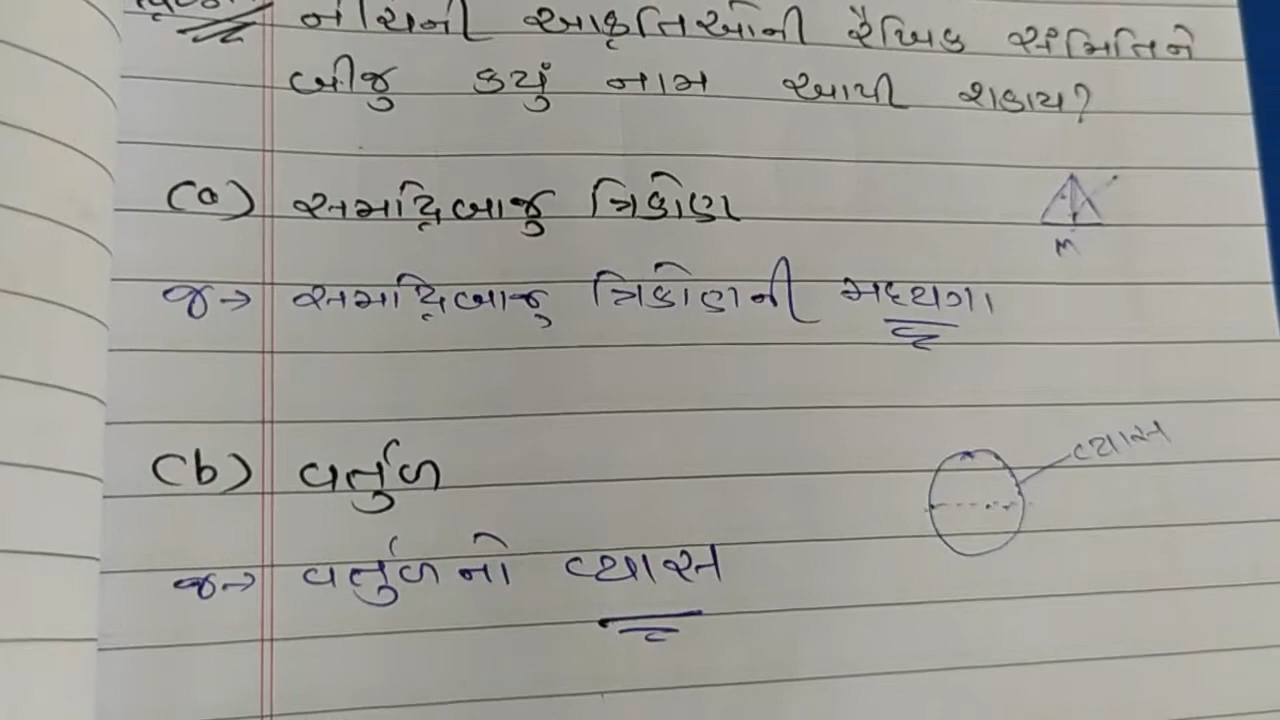 નીચેની આકૃતિઓની રૈખિક સંમિતિને
બીજુ કયું નામ આપી શકાય?
(a) સમદ્વિબાજુ ત્રિકોણ
M
જ→ સમદ્વિબાજુ ત્રિકોણની મધ્યગા
(b) વર્તુળ
વ્યાસ
જ→ વર્તુળનો વ્યાસ